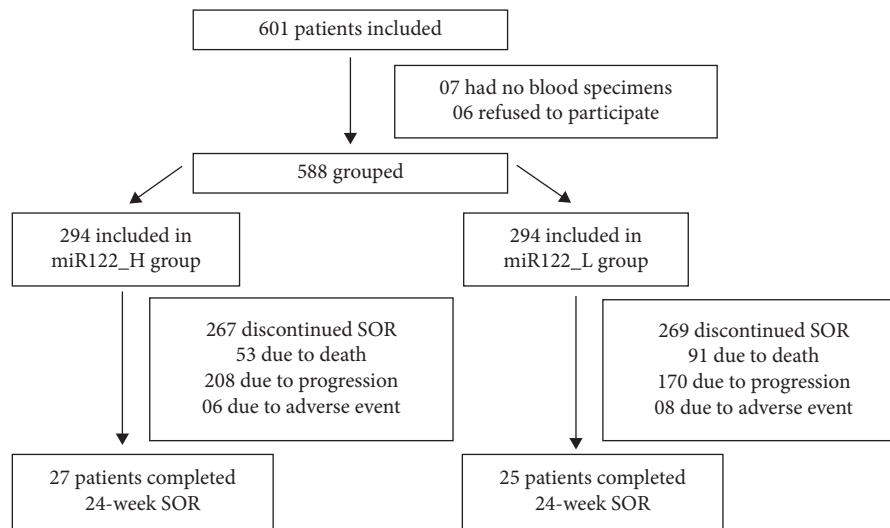 601 patients included
07 had no blood specimens
06 refused to participate
588 grouped
294 included in
miR122_H group
294 included in
miR122_L group
267 discontinued SOR
53 due to death
208 due to progression
06 due to adverse event
269 discontinued SOR
91 due to death
170 due to progression
08 due to adverse event
27 patients completed
24-week SOR
25 patients completed
24-week SOR